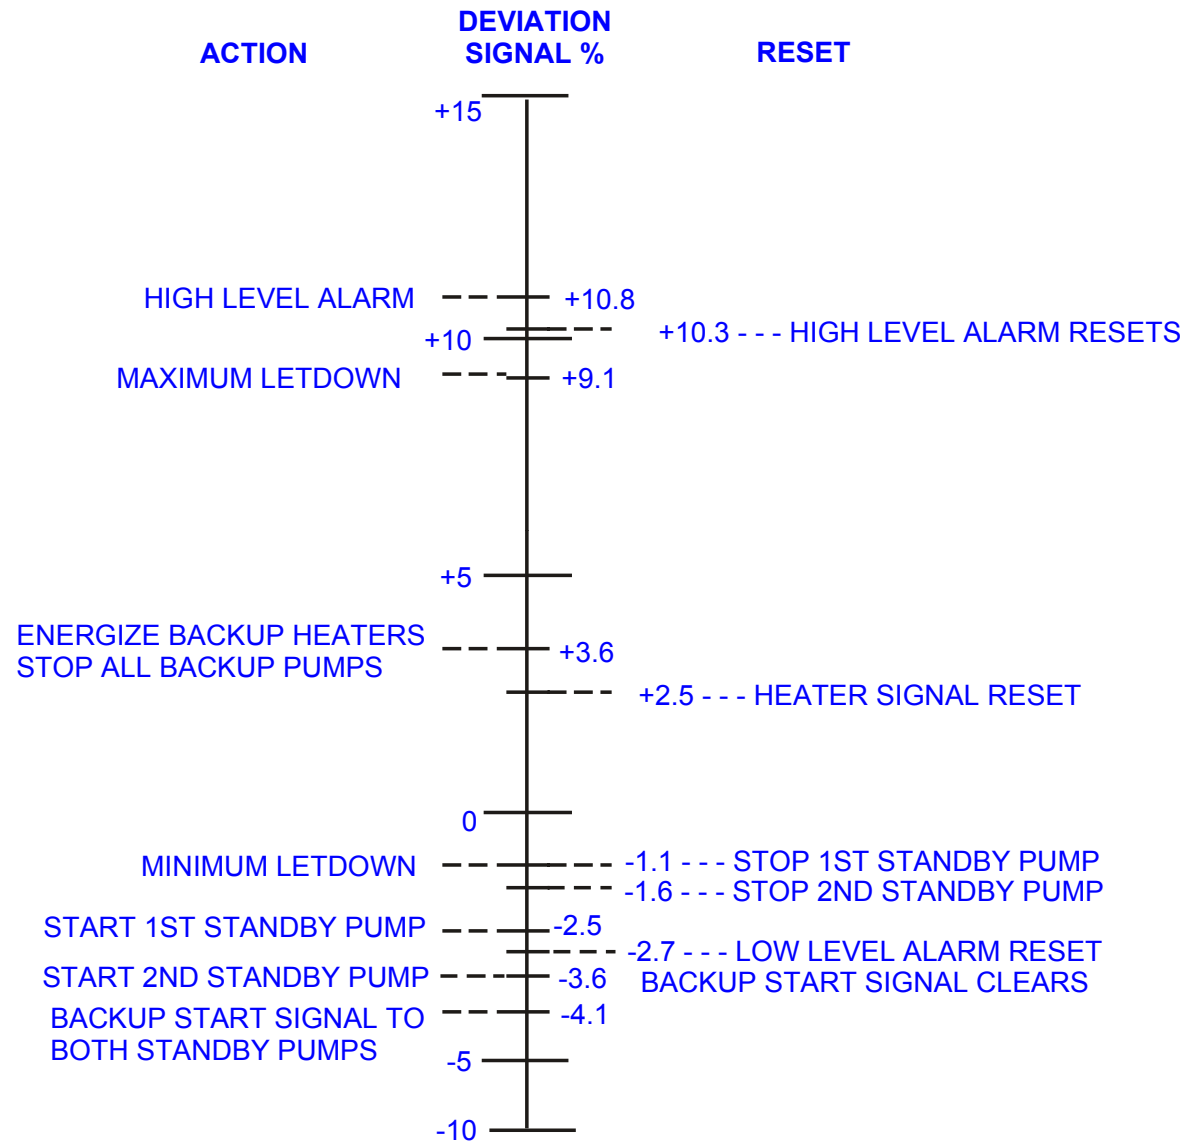 ACTION
DEVIATION
SIGNAL %
RESET
+15
HIGH LEVEL ALARM
+10.8
+10.3 - - - HIGH LEVEL ALARM RESETS
+10
MAXIMUM LETDOWN
+9.1
+5
ENERGIZE BACKUP HEATERS
STOP ALL BACKUP PUMPS
+3.6
+2.5 - - - HEATER SIGNAL RESET
0
MINIMUM LETDOWN
-1.1 - - - STOP 1ST STANDBY PUMP
-1.6 - - - STOP 2ND STANDBY PUMP
START 1ST STANDBY PUMP
-2.5
-2.7 - - - LOW LEVEL ALARM RESET
BACKUP START SIGNAL CLEARS
START 2ND STANDBY PUMP
-3.6
BACKUP START SIGNAL TO
BOTH STANDBY PUMPS
-4.1
-5
-10